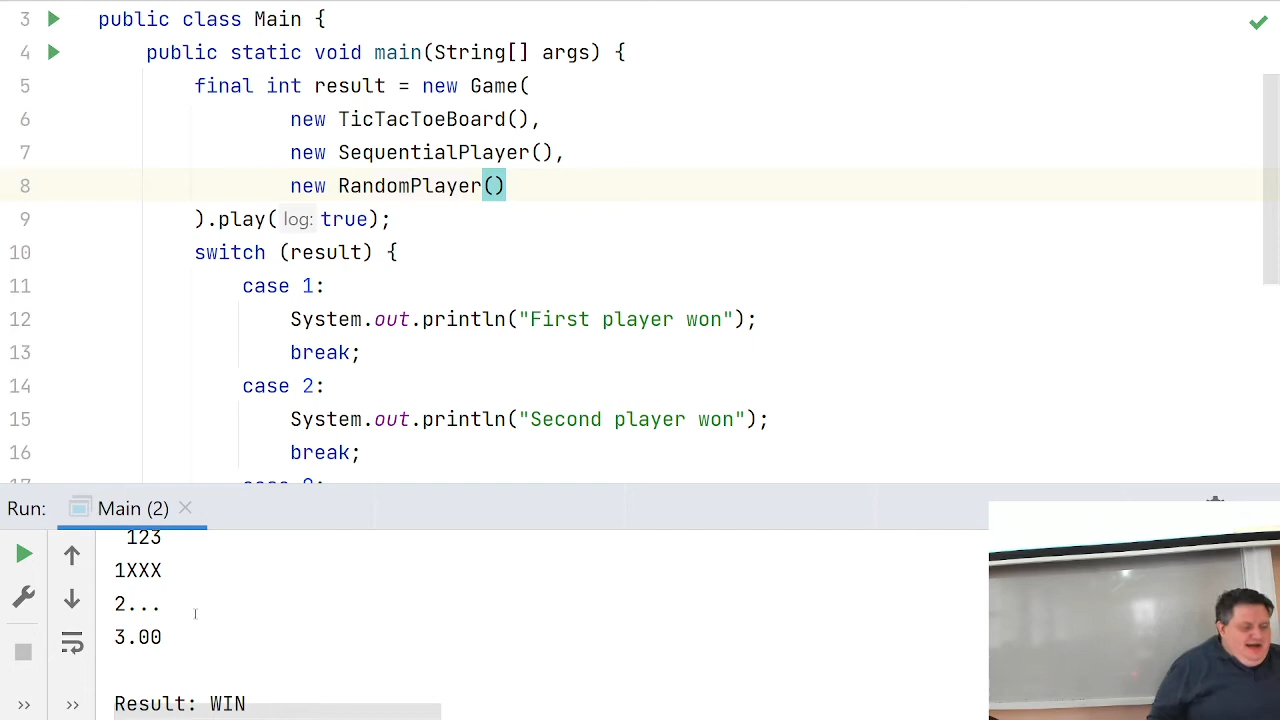 3 public class Main {
4 public static void main(String[] args) {
5 final int result = new Game(
6 new TicTacToeBoard(),
7 new SequentialPlayer(),
8 new RandomPlayer()
9 ).play( log: true);
10 switch (result) {
11 case 1:
12 System.out.println("First player won");
13 break;
14 case 2:
15 System.out.println("Second player won");
16 break;
Run: Main (2)
123
1XXX
2...
3.00
Result: WIN